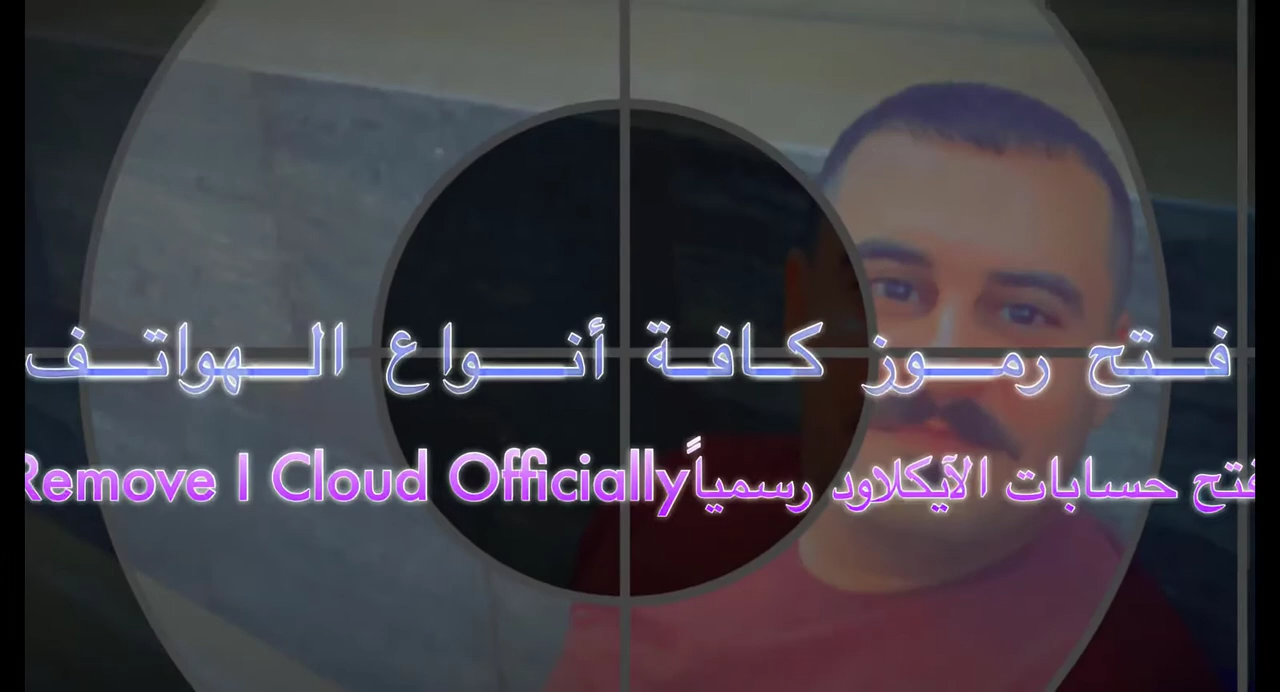 فتح رموز كافة أنواع الهواتف
فتح حسابات الآيكلاود رسمياً Remove I Cloud Officially